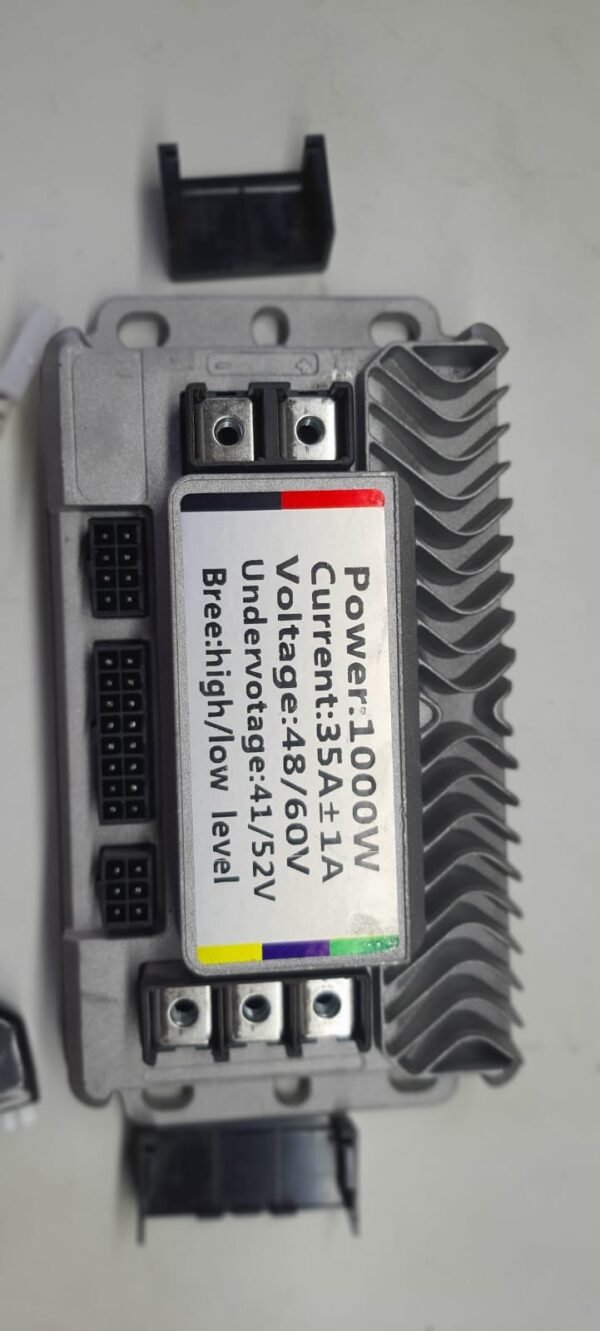 Power:1000W
Current:35A±1A
Voltage:48/60V
Undervotage:41/52V
Bree:high/low level